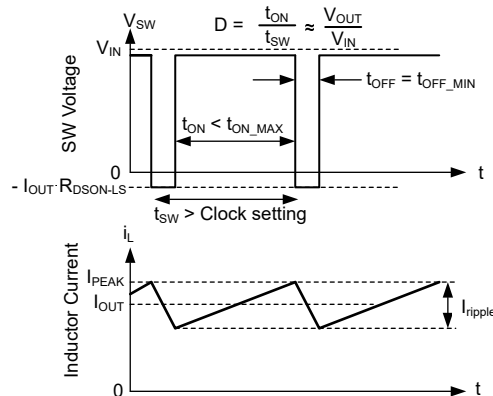 V_SW
D = t_ON / t_SW ≈ V_OUT / V_IN
V_IN
SW Voltage
t_OFF = t_OFF_MIN
t_ON < t_ON_MAX
0
t
- I_OUT·R_DSON-LS
t_SW > Clock setting
i_L
Inductor Current
I_PEAK
I_OUT
I_ripple
0
t